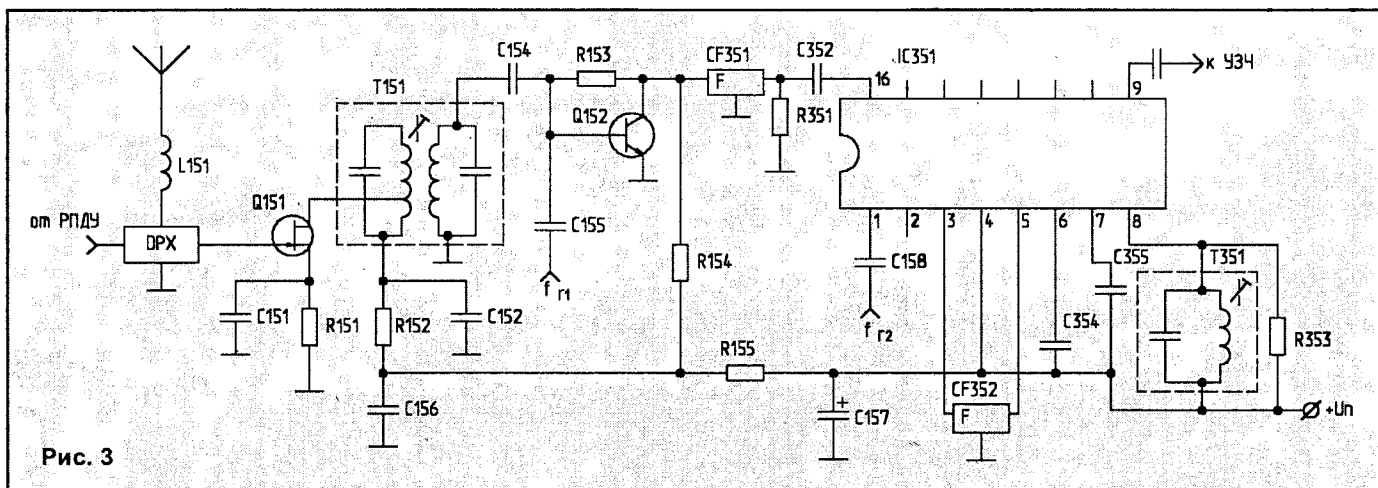 C154
R153
CF351
C352
IC351
16
9
к УЗЧ
T151
F
Q152
R351
L151
Q151
от РПДУ
DPX
C155
R154
1 2 3 4 5 6 7 8
C355
T351
C158
fг1
C151
R151
R152
C152
fг2
C354
R353
R155
CF352
C156
+
C157
F
+Uп
Рис. 3